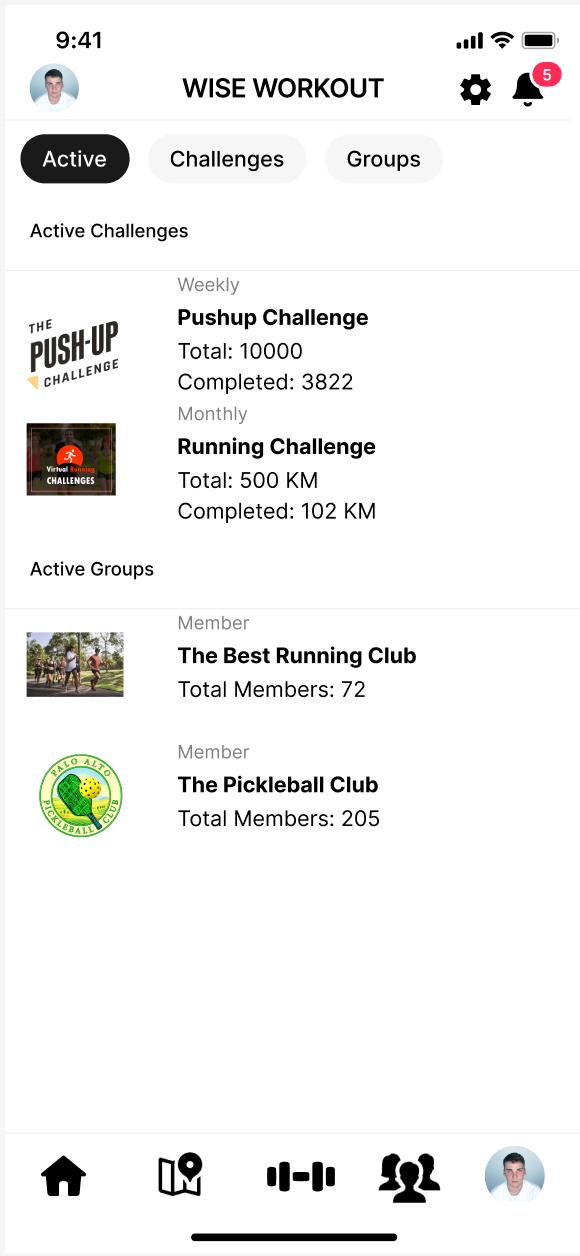 9:41
WISE WORKOUT
5
Active
Challenges
Groups
Active Challenges
Weekly
THE
PUSH-UP
CHALLENGE
Pushup Challenge
Total: 10000
Completed: 3822
Monthly
Virtual Running
CHALLENGES
Running Challenge
Total: 500 KM
Completed: 102 KM
Active Groups
Member
The Best Running Club
Total Members: 72
Member
PALO ALTO
PICKLEBALL CLUB
The Pickleball Club
Total Members: 205